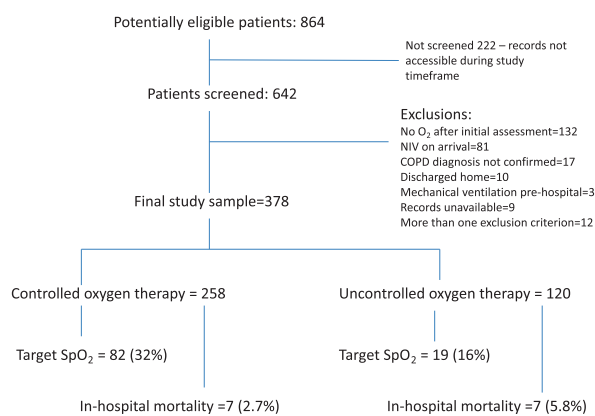 Potentially eligible patients: 864
Not screened 222 – records not
accessible during study
timeframe
Patients screened: 642
Exclusions:
No O₂ after initial assessment=132
NIV on arrival=81
COPD diagnosis not confirmed=17
Discharged home=10
Mechanical ventilation pre-hospital=3
Records unavailable=9
More than one exclusion criterion=12
Final study sample=378
Controlled oxygen therapy = 258
Uncontrolled oxygen therapy = 120
Target SpO₂ = 82 (32%)
Target SpO₂ = 19 (16%)
In-hospital mortality =7 (2.7%)
In-hospital mortality =7 (5.8%)